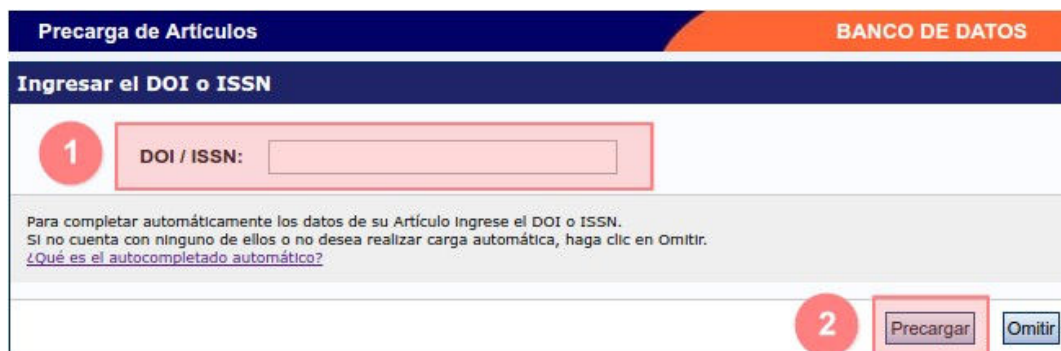 Precarga de Artículos
BANCO DE DATOS
Ingresar el DOI o ISSN
1
DOI / ISSN:
Para completar automáticamente los datos de su Artículo ingrese el DOI o ISSN.
Si no cuenta con ninguno de ellos o no desea realizar carga automática, haga clic en Omitir.
¿Qué es el autocompletado automático?
2
Precargar
Omitir